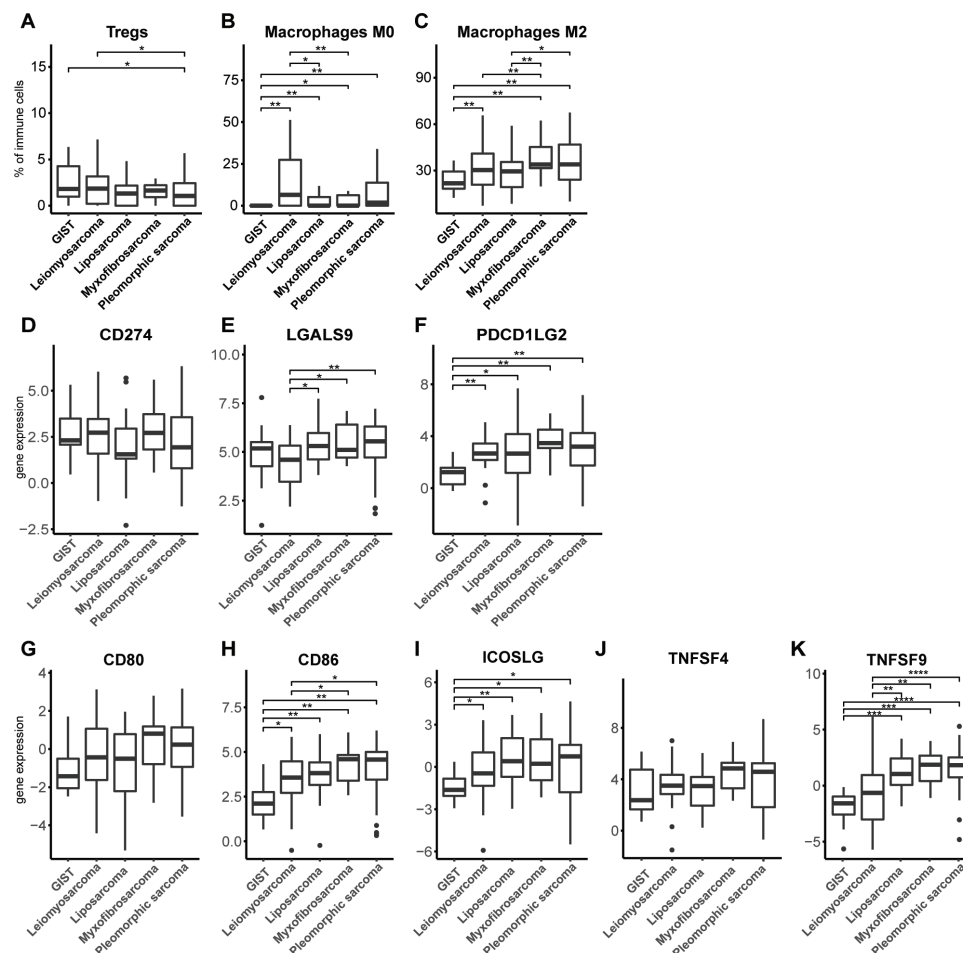 A Tregs
B Macrophages M0
C Macrophages M2
% of immune cells
15
10
5
0
75
50
25
0
90
60
30
*
*
**
*
**
*
**
**
*
**
**
**
**
**
GIST
Leiomyosarcoma
Liposarcoma
Myxofibrosarcoma
Pleomorphic sarcoma
GIST
Leiomyosarcoma
Liposarcoma
Myxofibrosarcoma
Pleomorphic sarcoma
GIST
Leiomyosarcoma
Liposarcoma
Myxofibrosarcoma
Pleomorphic sarcoma
D CD274
E LGALS9
F PDCD1LG2
gene expression
5.0
2.5
0.0
−2.5
10.0
7.5
5.0
2.5
8
4
0
**
*
*
**
**
*
**
GIST
Leiomyosarcoma
Liposarcoma
Myxofibrosarcoma
Pleomorphic sarcoma
GIST
Leiomyosarcoma
Liposarcoma
Myxofibrosarcoma
Pleomorphic sarcoma
GIST
Leiomyosarcoma
Liposarcoma
Myxofibrosarcoma
Pleomorphic sarcoma
G CD80
H CD86
I ICOSLG
J TNFSF4
K TNFSF9
gene expression
4
0
−4
7.5
5.0
2.5
0.0
6
3
0
−3
−6
8
4
0
10
5
0
−5
*
*
**
**
**
*
*
*
**
*
****
**
**
****
***
***
GIST
Leiomyosarcoma
Liposarcoma
Myxofibrosarcoma
Pleomorphic sarcoma
GIST
Leiomyosarcoma
Liposarcoma
Myxofibrosarcoma
Pleomorphic sarcoma
GIST
Leiomyosarcoma
Liposarcoma
Myxofibrosarcoma
Pleomorphic sarcoma
GIST
Leiomyosarcoma
Liposarcoma
Myxofibrosarcoma
Pleomorphic sarcoma
GIST
Leiomyosarcoma
Liposarcoma
Myxofibrosarcoma
Pleomorphic sarcoma